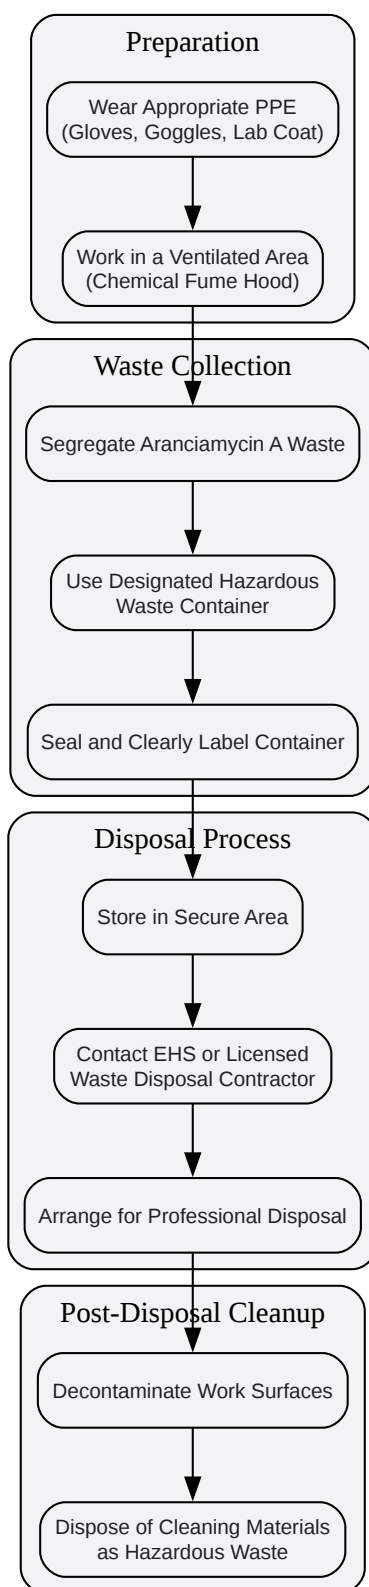 Preparation
Wear Appropriate PPE
(Gloves, Goggles, Lab Coat)
Work in a Ventilated Area
(Chemical Fume Hood)
Waste Collection
Segregate Aranciamycin A Waste
Use Designated Hazardous
Waste Container
Seal and Clearly Label Container
Disposal Process
Store in Secure Area
Contact EHS or Licensed
Waste Disposal Contractor
Arrange for Professional Disposal
Post-Disposal Cleanup
Decontaminate Work Surfaces
Dispose of Cleaning Materials
as Hazardous Waste